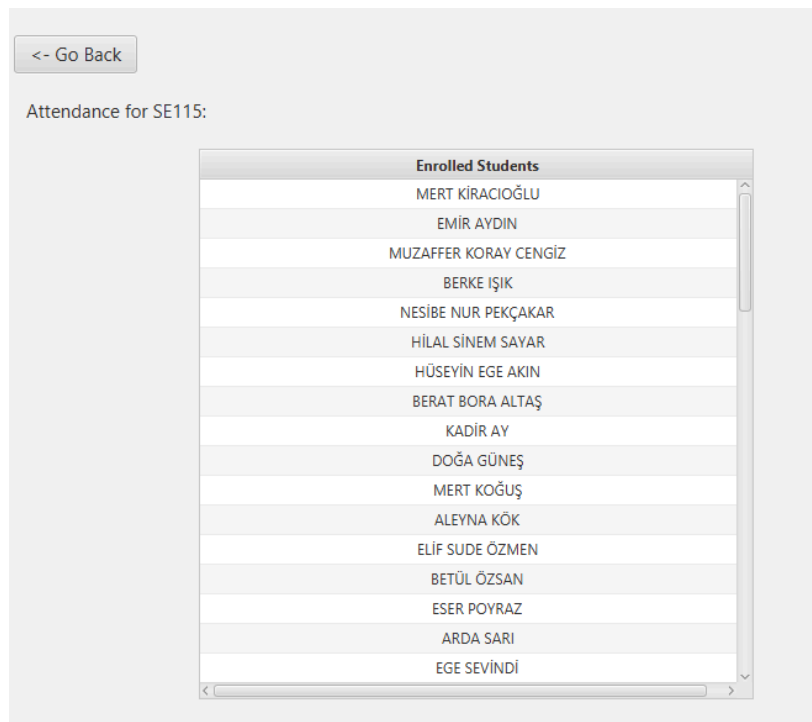 <- Go Back
Attendance for SE115:
Enrolled Students
MERT KİRACIOĞLU
EMİR AYDIN
MUZAFFER KORAY CENGİZ
BERKE IŞIK
NESİBE NUR PEKÇAKAR
HİLAL SİNEM SAYAR
HÜSEYİN EGE AKIN
BERAT BORA ALTAŞ
KADİR AY
DOĞA GÜNEŞ
MERT KOĞUŞ
ALEYNA KÖK
ELİF SUDE ÖZMEN
BETÜL ÖZSAN
ESER POYRAZ
ARDA SARI
EGE SEVİNDİ